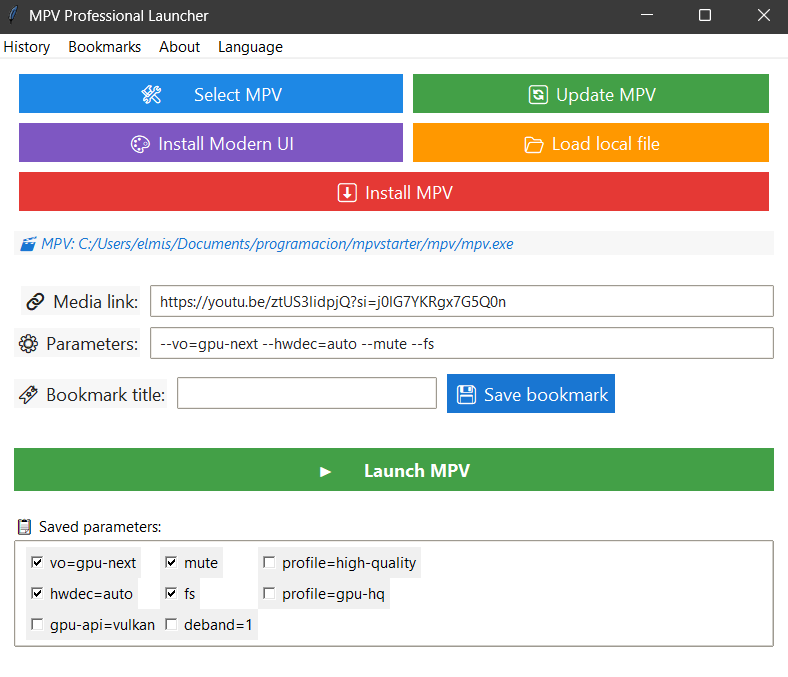 MPV Professional Launcher
History Bookmarks About Language
Select MPV
Update MPV
Install Modern UI
Load local file
Install MPV
MPV: C:/Users/elmis/Documents/programacion/mpvstarter/mpv/mpv.exe
Media link: https://youtu.be/ztUS3IidpjQ?si=j0IG7YKRgx7G5Q0n
Parameters: --vo=gpu-next --hwdec=auto --mute --fs
Bookmark title:
Save bookmark
Launch MPV
Saved parameters:
vo=gpu-next mute profile=high-quality
hwdec=auto fs profile=gpu-hq
gpu-api=vulkan deband=1